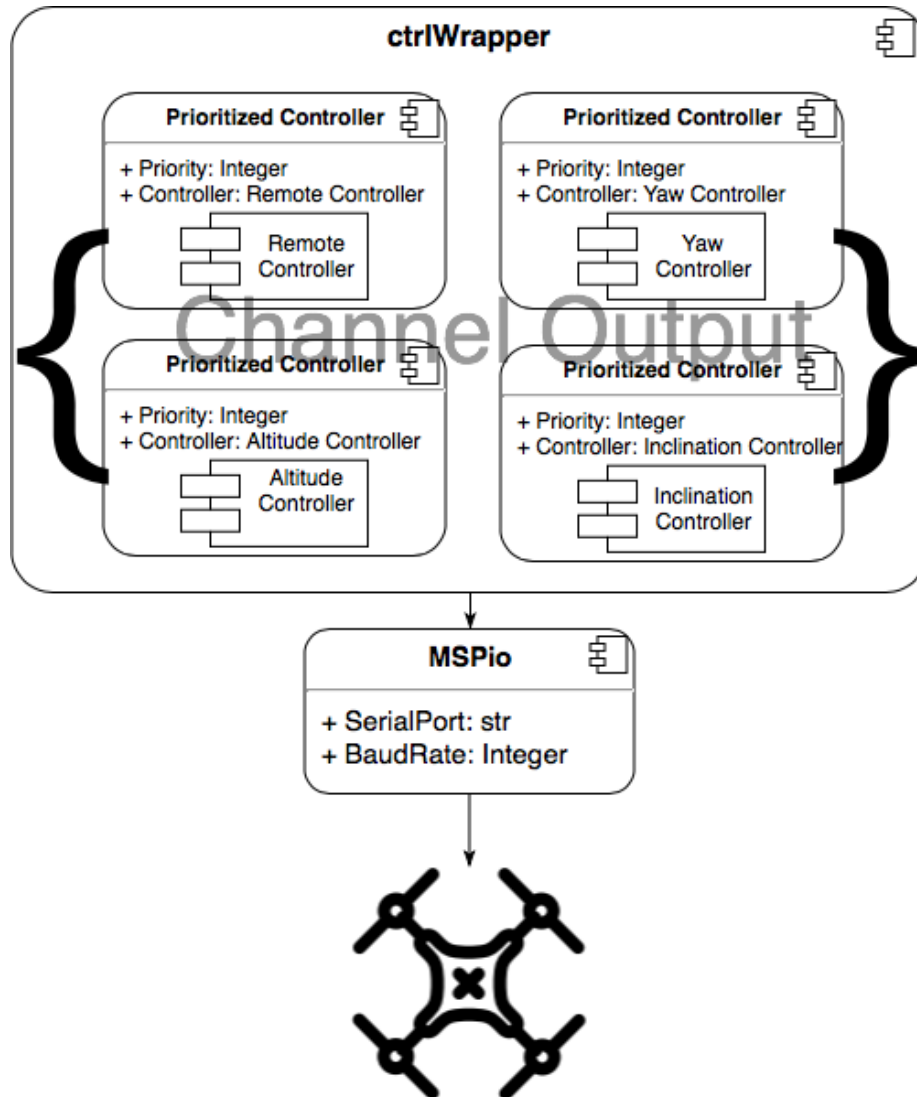 ctrlWrapper
Prioritized Controller
+ Priority: Integer
+ Controller: Remote Controller
Remote
Controller
Prioritized Controller
+ Priority: Integer
+ Controller: Yaw Controller
Yaw
Controller
{ Channel Output }
Prioritized Controller
+ Priority: Integer
+ Controller: Altitude Controller
Altitude
Controller
Prioritized Controller
+ Priority: Integer
+ Controller: Inclination Controller
Inclination
Controller
MSPio
+ SerialPort: str
+ BaudRate: Integer